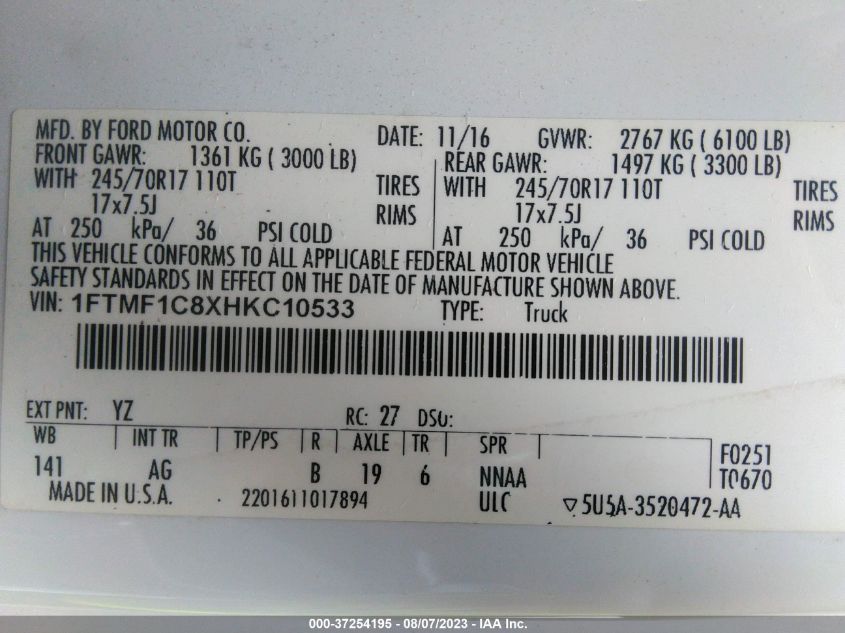 MFD. BY FORD MOTOR CO. DATE: 11/16 GVWR: 2767 KG ( 6100 LB)
FRONT GAWR: 1361 KG ( 3000 LB) REAR GAWR: 1497 KG ( 3300 LB)
WITH 245/70R17 110T TIRES WITH 245/70R17 110T TIRES
17x7.5J RIMS 17x7.5J RIMS
AT 250 kPa/ 36 PSI COLD AT 250 kPa/ 36 PSI COLD
THIS VEHICLE CONFORMS TO ALL APPLICABLE FEDERAL MOTOR VEHICLE
SAFETY STANDARDS IN EFFECT ON THE DATE OF MANUFACTURE SHOWN ABOVE.
VIN: 1FTMF1C8XHKC10533 TYPE: Truck
EXT PNT: YZ RC: 27 DSO:
WB INT TR TP/PS R AXLE TR SPR F0251
141 AG B 19 6 NNAA T0670
MADE IN U.S.A. 2201611017894 ULC ▽5U5A-3520472-AA
000-37254195 - 08/07/2023 - IAA Inc.